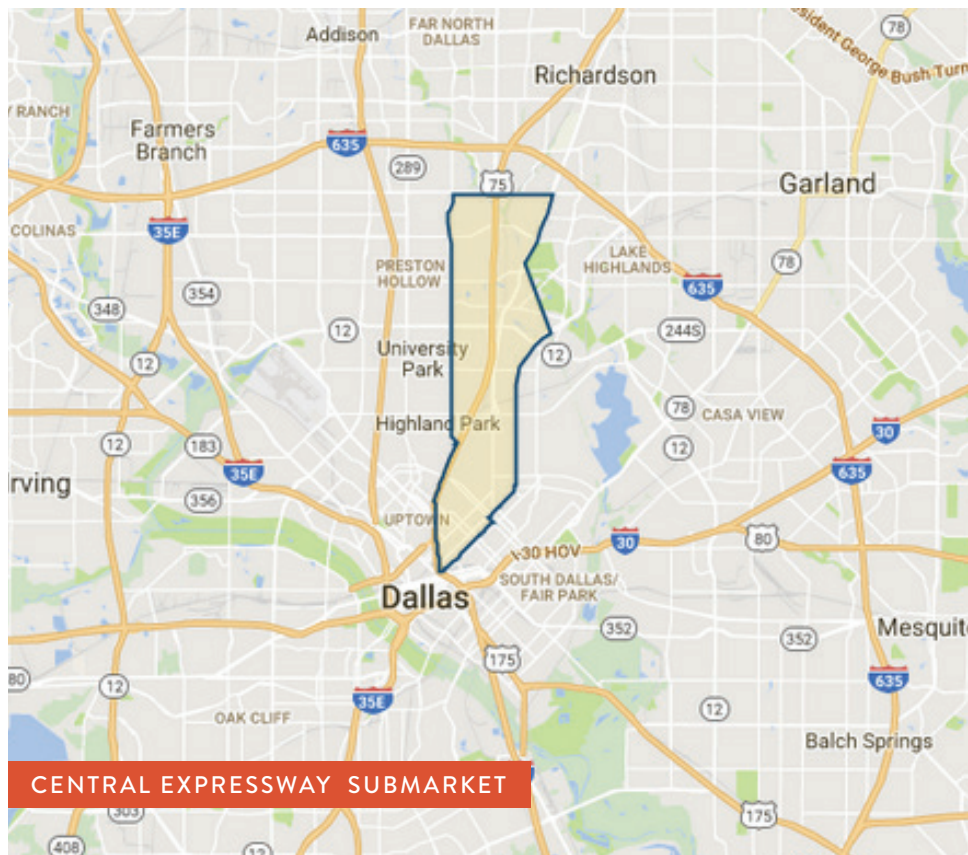 FAR NORTH
DALLAS
Addison
78
esident George Bush Turn
Richardson
RANCH
Farmers
Branch
635
289
75
Garland
COLINAS
35E
PRESTON
HOLLOW
LAKE
HIGHLANDS
78
635
354
348
12
244S
University
Park
12
12
78
CASA VIEW
Highland Park
30
12
183
12
35E
635
rving
356
UPTOWN
30
80
I-30 HOV
Dallas
SOUTH DALLAS/
FAIR PARK
352
352
Mesquit
175
80
12
35E
635
12
OAK CLIFF
Balch Springs
CENTRAL EXPRESSWAY SUBMARKET
303
175
408
12